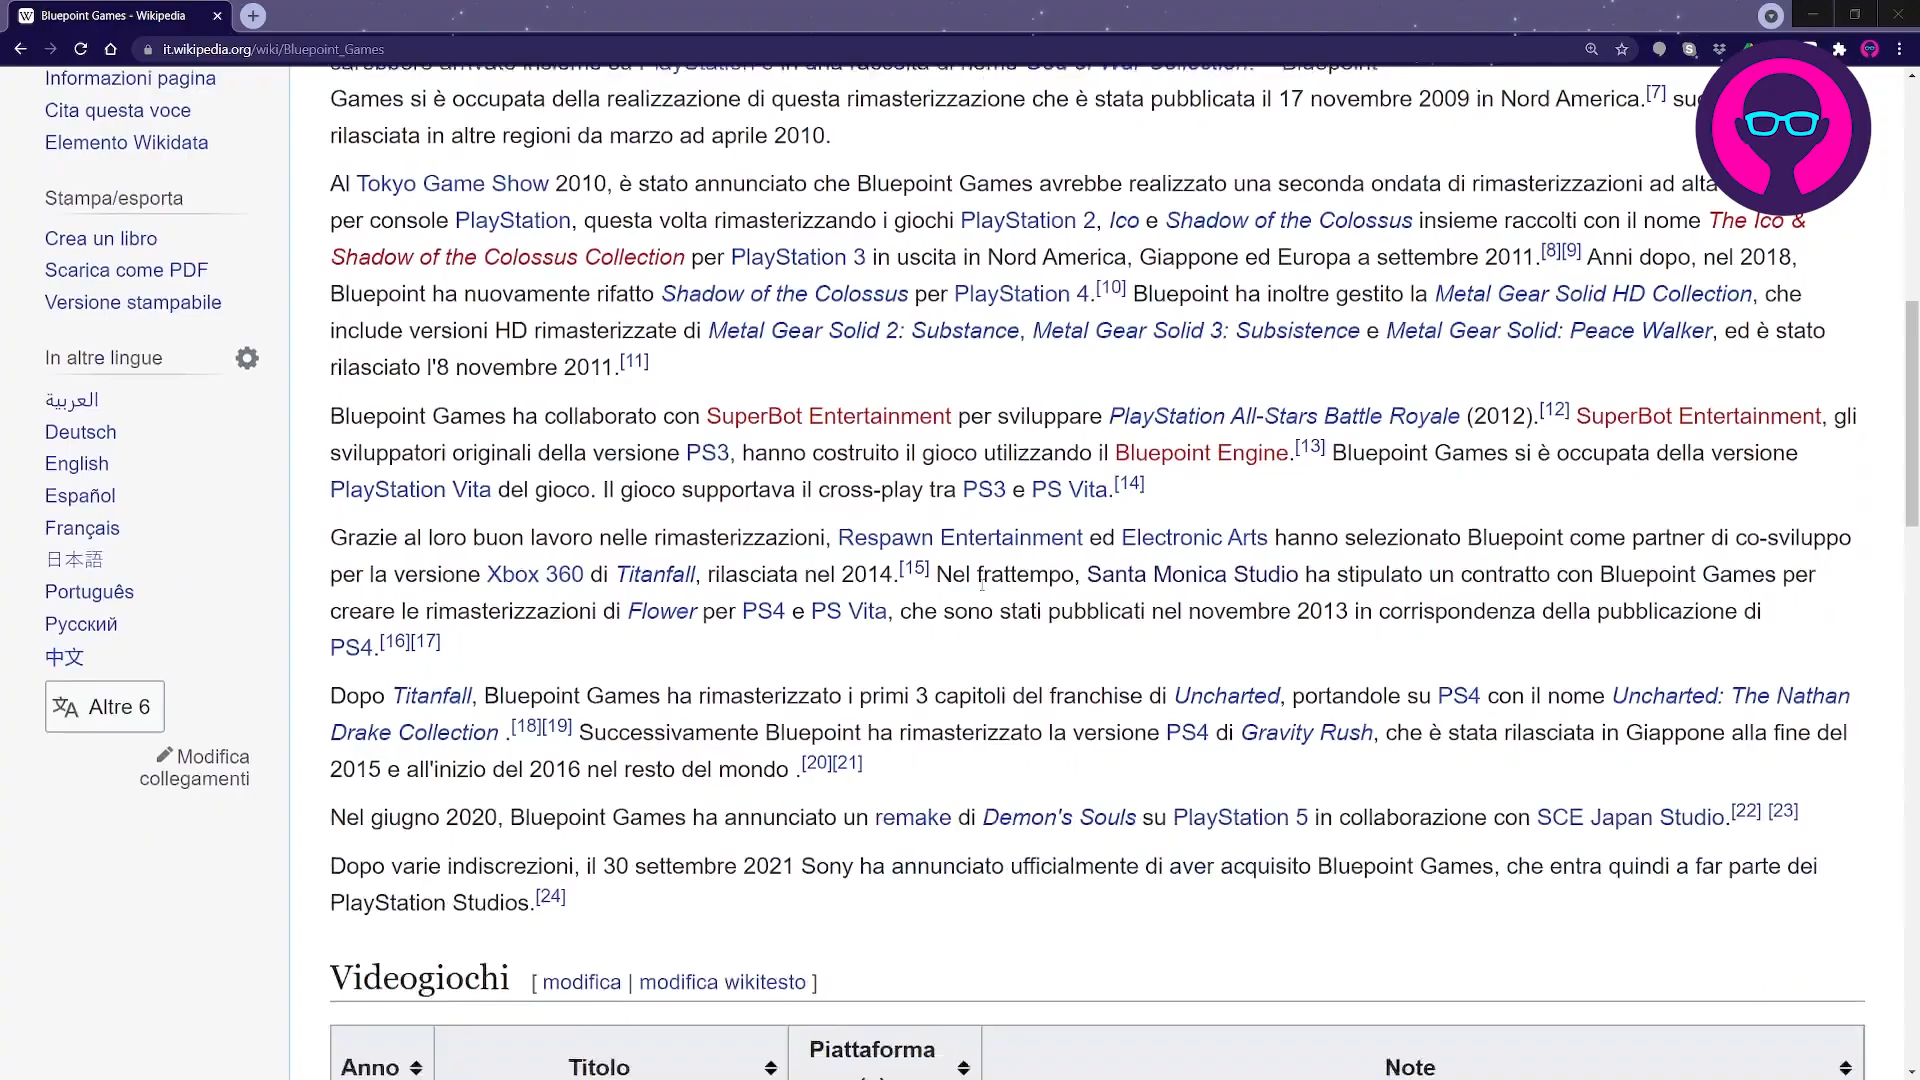 Bluepoint Games - Wikipedia
it.wikipedia.org/wiki/Bluepoint_Games
Informazioni pagina
Cita questa voce
Elemento Wikidata
Stampa/esporta
Crea un libro
Scarica come PDF
Versione stampabile
In altre lingue
العربية
Deutsch
English
Español
Français
日本語
Português
Русский
中文
Altre 6
Modifica
collegamenti
Games si è occupata della realizzazione di questa rimasterizzazione che è stata pubblicata il 17 novembre 2009 in Nord America.[7]
rilasciata in altre regioni da marzo ad aprile 2010.
Al Tokyo Game Show 2010, è stato annunciato che Bluepoint Games avrebbe realizzato una seconda ondata di rimasterizzazioni ad
per console PlayStation, questa volta rimasterizzando i giochi PlayStation 2, Ico e Shadow of the Colossus insieme raccolti con il nome The Ico &
Shadow of the Colossus Collection per PlayStation 3 in uscita in Nord America, Giappone ed Europa a settembre 2011.[8][9] Anni dopo, nel 2018,
Bluepoint ha nuovamente rifatto Shadow of the Colossus per PlayStation 4.[10] Bluepoint ha inoltre gestito la Metal Gear Solid HD Collection, che
include versioni HD rimasterizzate di Metal Gear Solid 2: Substance, Metal Gear Solid 3: Subsistence e Metal Gear Solid: Peace Walker, ed è stato
rilasciato l'8 novembre 2011.[11]
Bluepoint Games ha collaborato con SuperBot Entertainment per sviluppare PlayStation All-Stars Battle Royale (2012).[12] SuperBot Entertainment, gli
sviluppatori originali della versione PS3, hanno costruito il gioco utilizzando il Bluepoint Engine.[13] Bluepoint Games si è occupata della versione
PlayStation Vita del gioco. Il gioco supportava il cross-play tra PS3 e PS Vita.[14]
Grazie al loro buon lavoro nelle rimasterizzazioni, Respawn Entertainment ed Electronic Arts hanno selezionato Bluepoint come partner di co-sviluppo
per la versione Xbox 360 di Titanfall, rilasciata nel 2014.[15] Nel frattempo, Santa Monica Studio ha stipulato un contratto con Bluepoint Games per
creare le rimasterizzazioni di Flower per PS4 e PS Vita, che sono stati pubblicati nel novembre 2013 in corrispondenza della pubblicazione di
PS4.[16][17]
Dopo Titanfall, Bluepoint Games ha rimasterizzato i primi 3 capitoli del franchise di Uncharted, portandole su PS4 con il nome Uncharted: The Nathan
Drake Collection .[18][19] Successivamente Bluepoint ha rimasterizzato la versione PS4 di Gravity Rush, che è stata rilasciata in Giappone alla fine del
2015 e all'inizio del 2016 nel resto del mondo .[20][21]
Nel giugno 2020, Bluepoint Games ha annunciato un remake di Demon's Souls su PlayStation 5 in collaborazione con SCE Japan Studio.[22] [23]
Dopo varie indiscrezioni, il 30 settembre 2021 Sony ha annunciato ufficialmente di aver acquisito Bluepoint Games, che entra quindi a far parte dei
PlayStation Studios.[24]
Videogiochi [ modifica | modifica wikitesto ]
Anno Titolo Piattaforma Note